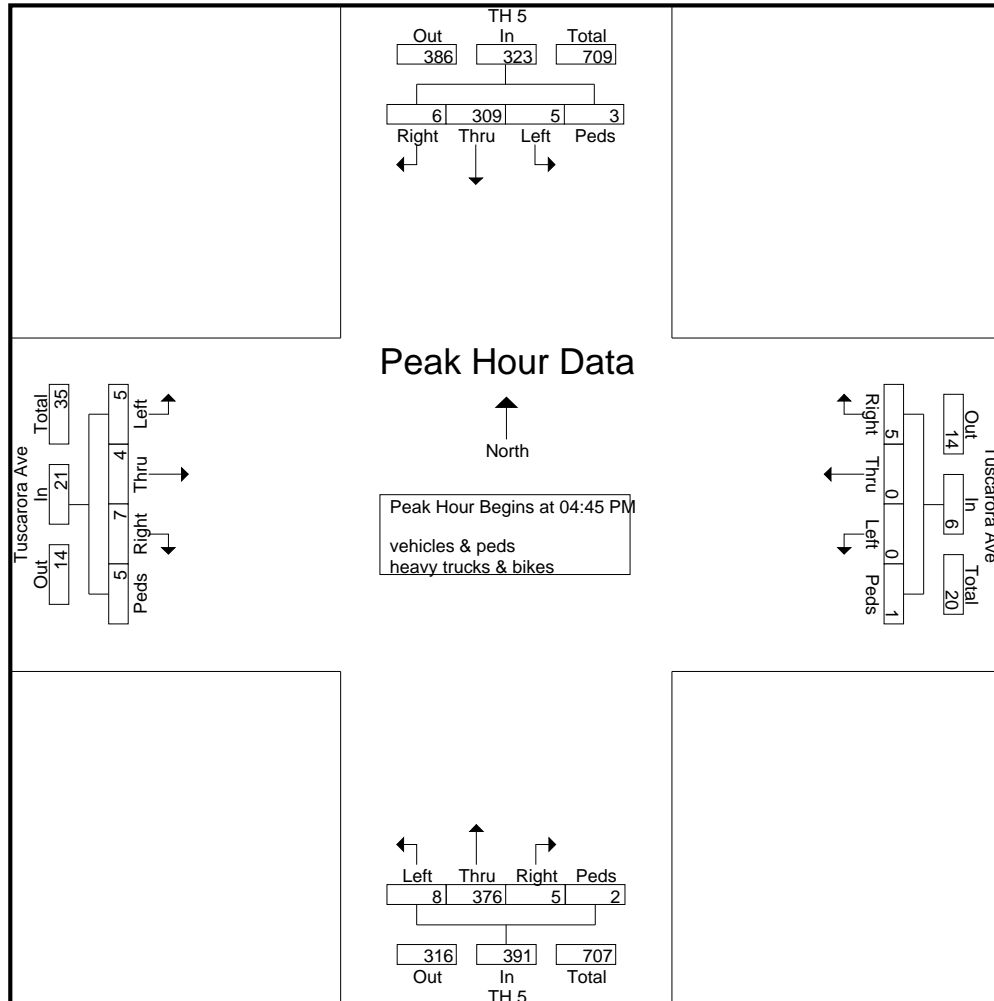 TH 5
Out In Total
386 323 709
6 309 5 3
Right Thru Left Peds
Peak Hour Data
North
Peak Hour Begins at 04:45 PM
vehicles & peds
heavy trucks & bikes
Tuscarora Ave
Total In Out
35 21 14
5 4 7 5
Left Thru Right Peds
Tuscarora Ave
Out In Total
14 6 20
5 0 0 1
Right Thru Left Peds
Left Thru Right Peds
8 376 5 2
316 391 707
Out In Total
TH 5